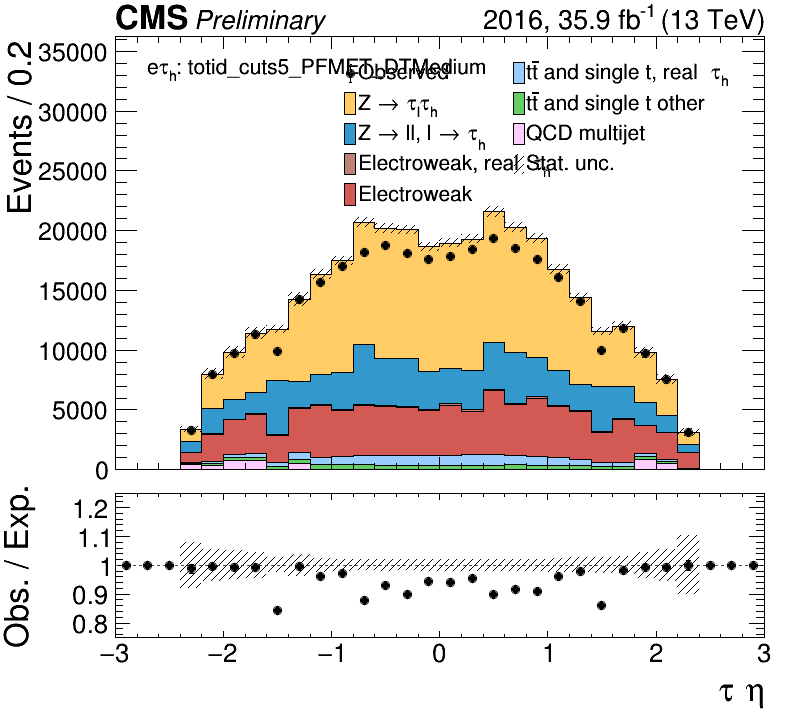 CMS Preliminary 2016, 35.9 fb⁻¹ (13 TeV)
Events / 0.2
35000
30000
25000
20000
15000
10000
5000
0
eτh: totid_cuts5_PFMET_DTMedium
Observed
Z → τlτh
Z → ll, l → τh
Electroweak, real τh
Electroweak
tt̄ and single t, real τh
tt̄ and single t other
QCD multijet
Stat. unc.
Obs. / Exp.
1.2
1.1
1
0.9
0.8
−3 −2 −1 0 1 2 3
τ η